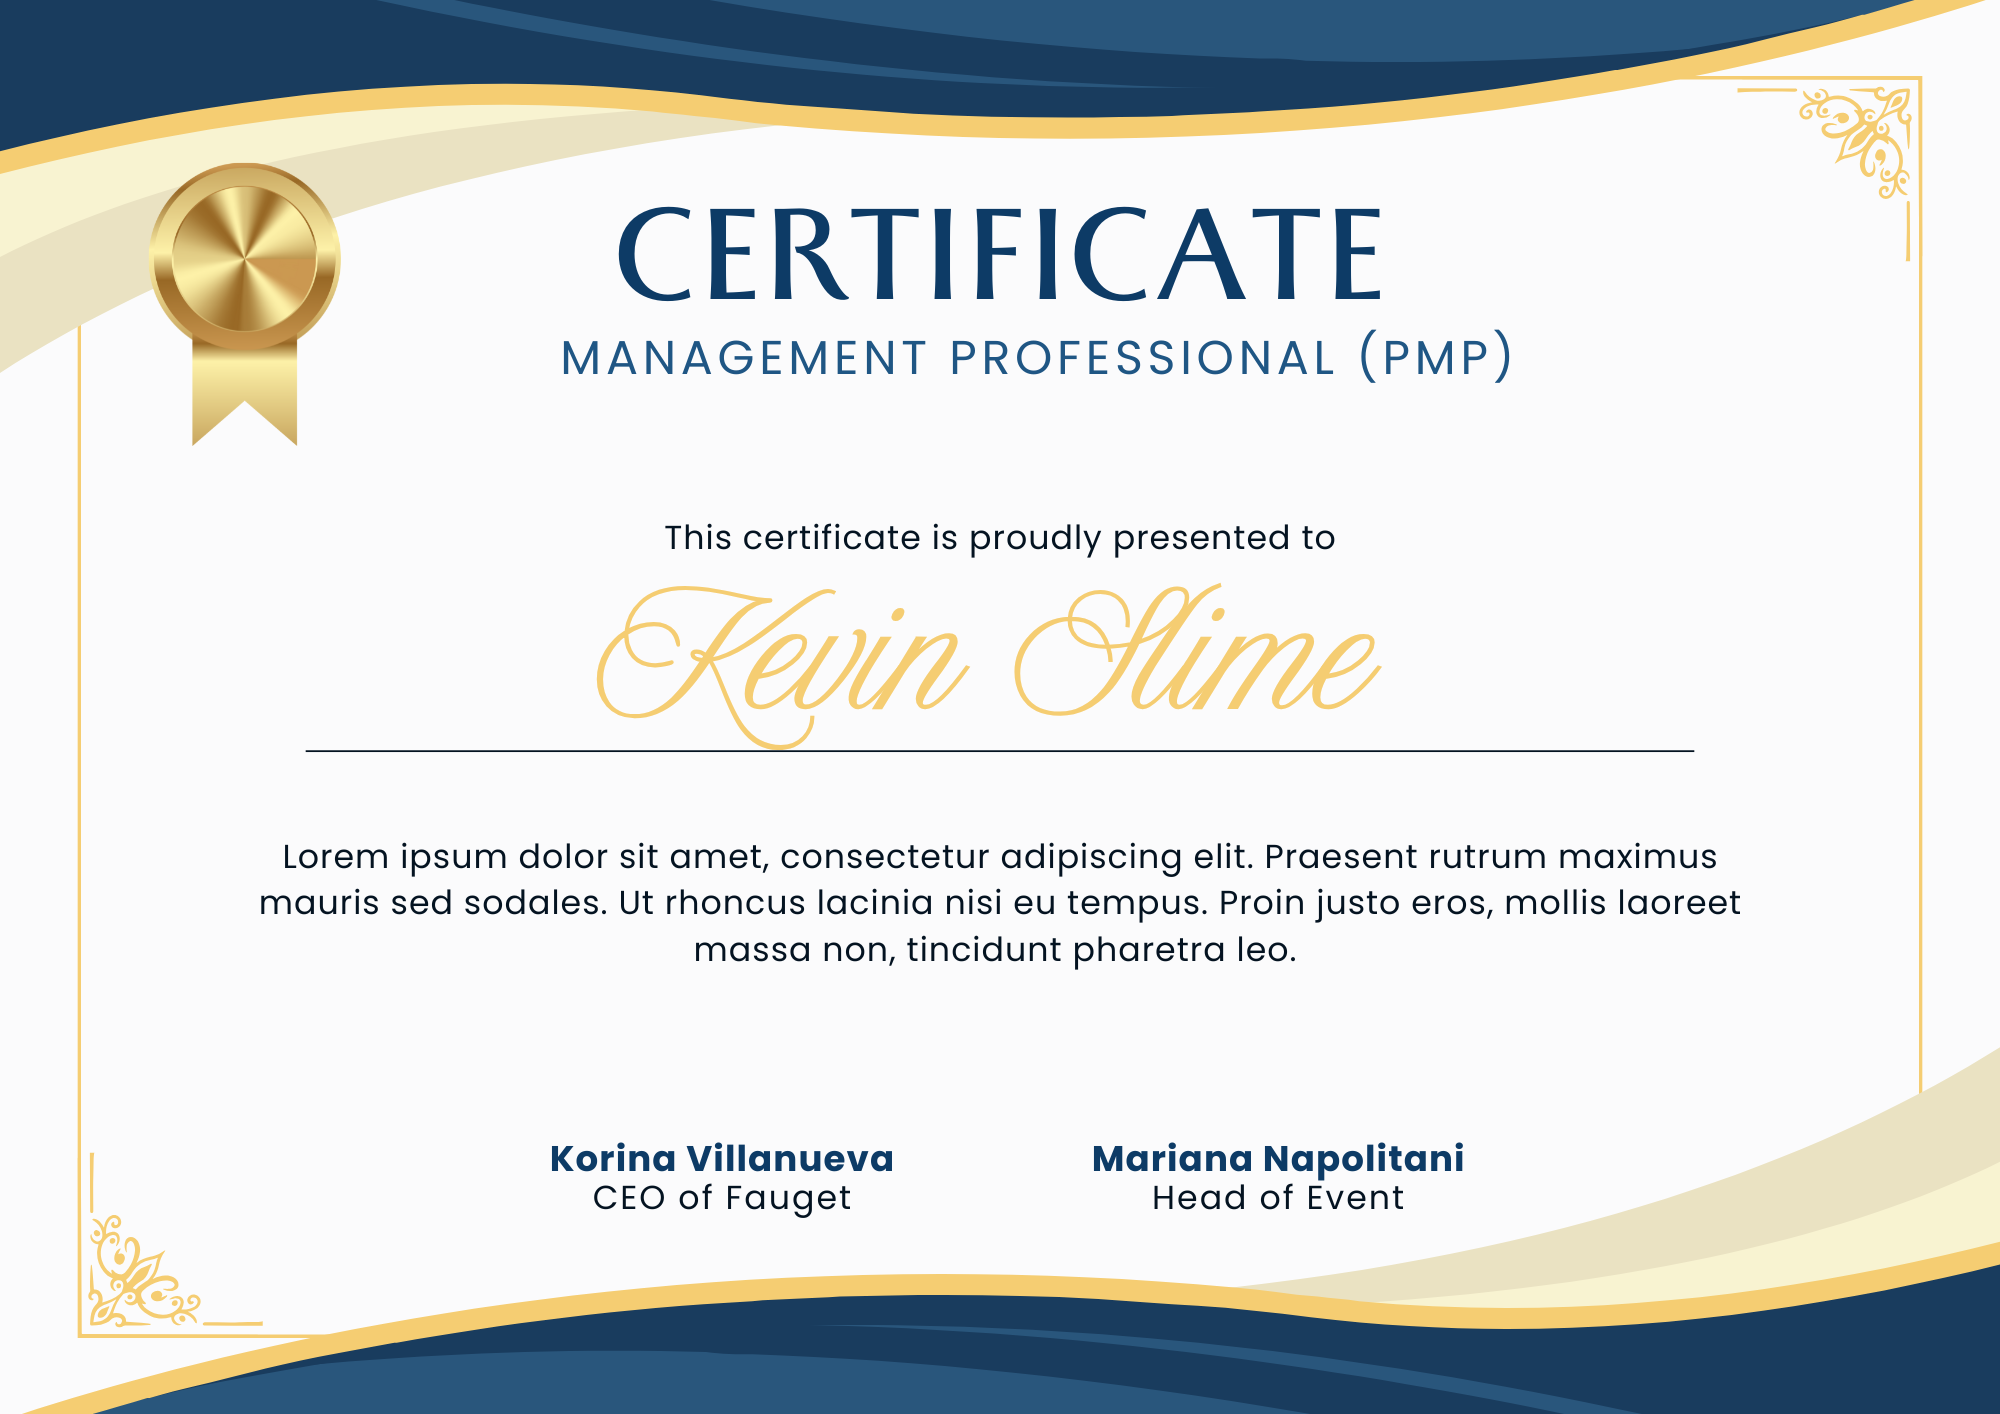 CERTIFICATE
MANAGEMENT PROFESSIONAL (PMP)
This certificate is proudly presented to
Kevin Slime
Lorem ipsum dolor sit amet, consectetur adipiscing elit. Praesent rutrum maximus
mauris sed sodales. Ut rhoncus lacinia nisi eu tempus. Proin justo eros, mollis laoreet
massa non, tincidunt pharetra leo.
Korina Villanueva
CEO of Fauget
Mariana Napolitani
Head of Event